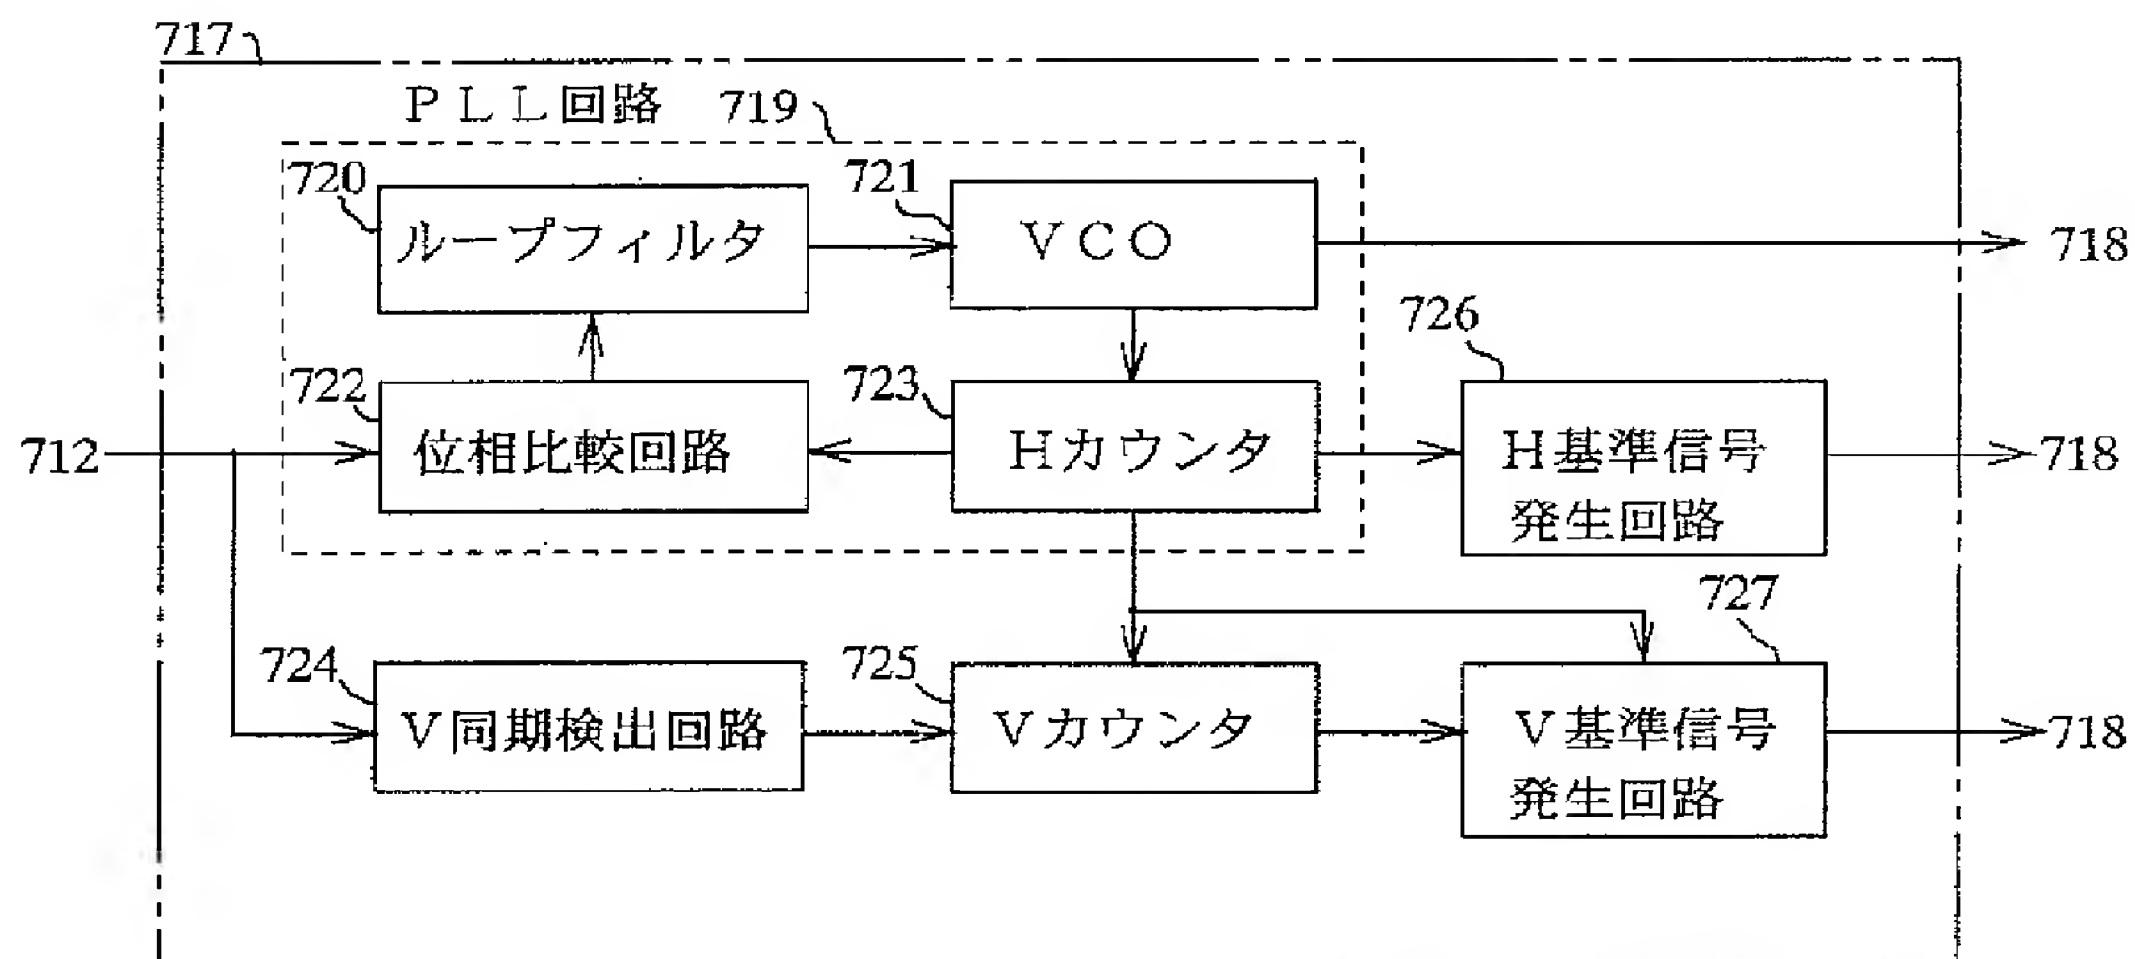 717
ＰＬＬ回路
719
720
ループフィルタ
721
ＶＣＯ
718
722
位相比較回路
723
Ｈカウンタ
726
Ｈ基準信号
発生回路
712
718
724
Ｖ同期検出回路
725
Ｖカウンタ
727
Ｖ基準信号
発生回路
718